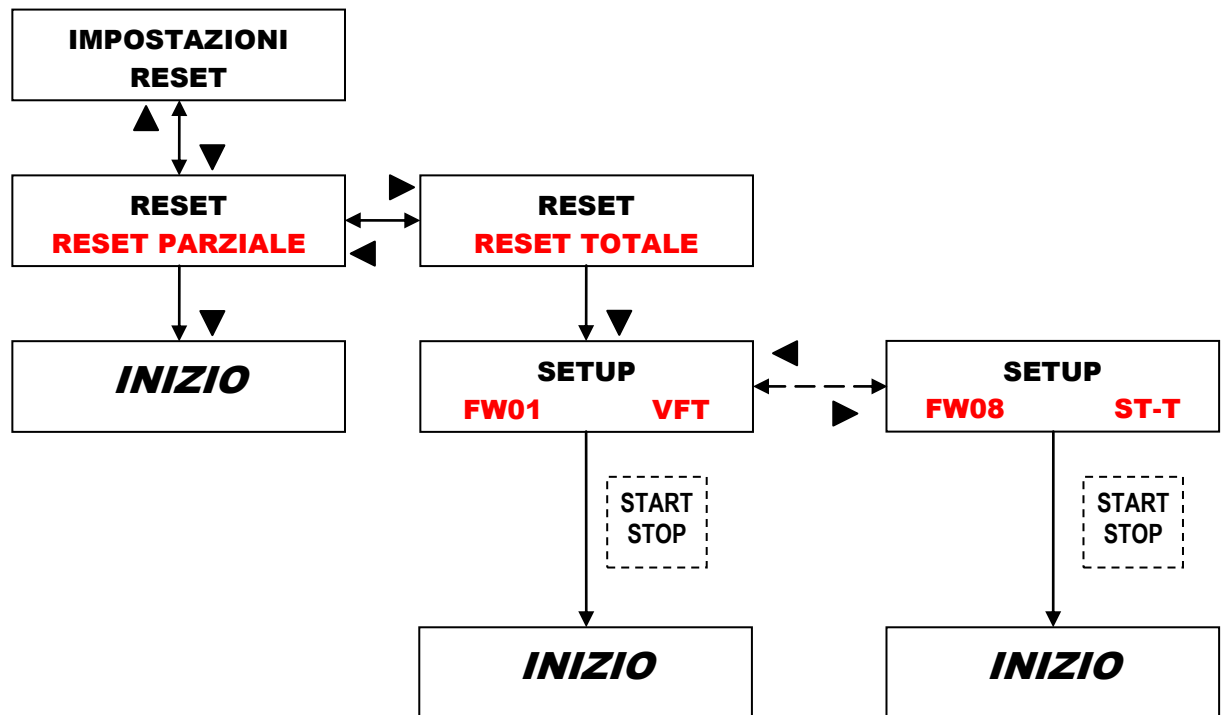 IMPOSTAZIONI
RESET
RESET
RESET PARZIALE
RESET
RESET TOTALE
INIZIO
SETUP
FW01 VFT
SETUP
FW08 ST-T
START
STOP
START
STOP
INIZIO
INIZIO